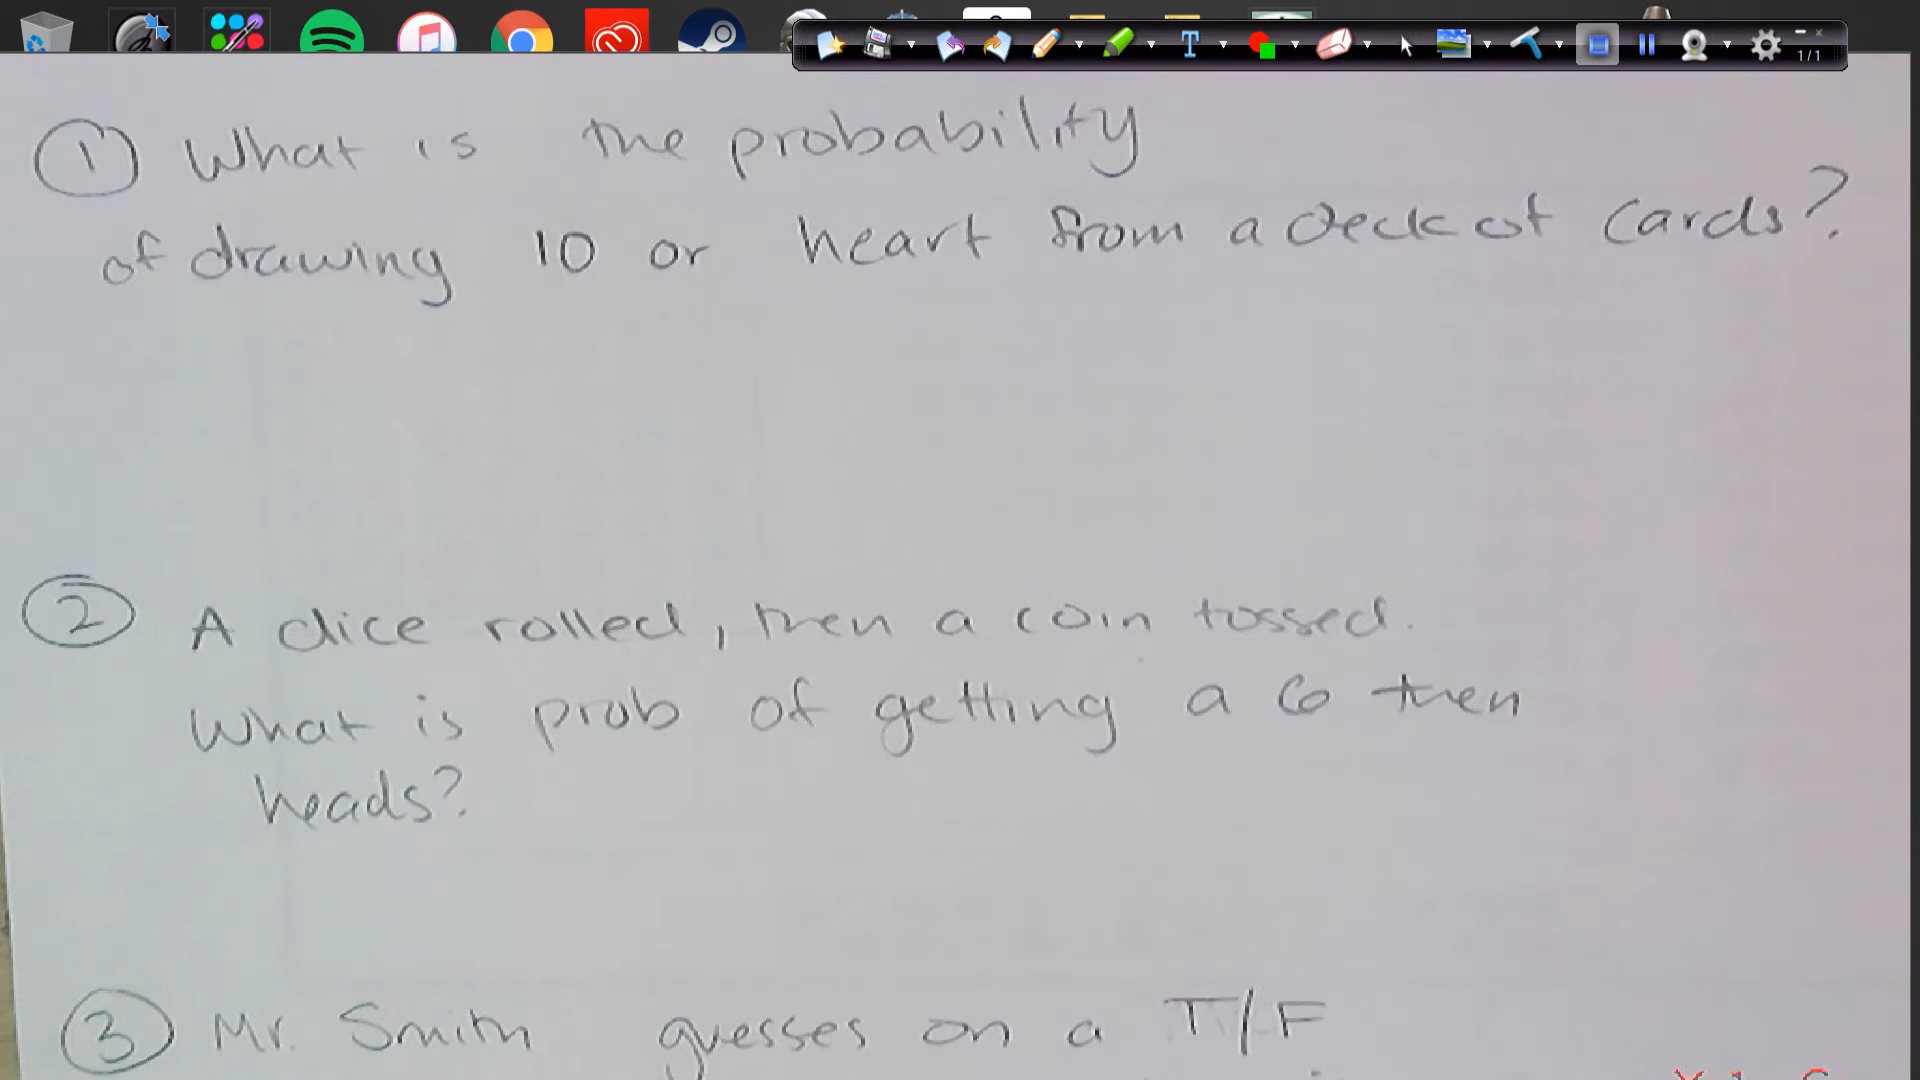 1/1
① What is the probability
of drawing 10 or heart from a deck of cards?
② A dice rolled, then a coin tossed.
What is prob of getting a 6 then
heads?
③ Mr. Smith guesses on a T/F